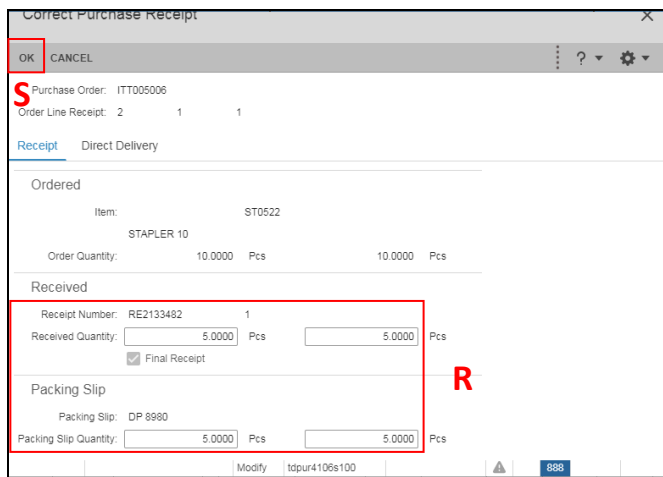 Correct Purchase Receipt
OK CANCEL ?
S
Purchase Order: ITT005006
Order Line Receipt: 2 1 1
Receipt Direct Delivery
Ordered
Item: ST0522
STAPLER 10
Order Quantity: 10.0000 Pcs 10.0000 Pcs
Received
Receipt Number: RE2133482 1
Received Quantity: 5.0000 Pcs 5.0000 Pcs
Final Receipt
R
Packing Slip
Packing Slip: DP 8980
Packing Slip Quantity: 5.0000 Pcs 5.0000 Pcs
Modify tdpur4106s100 888